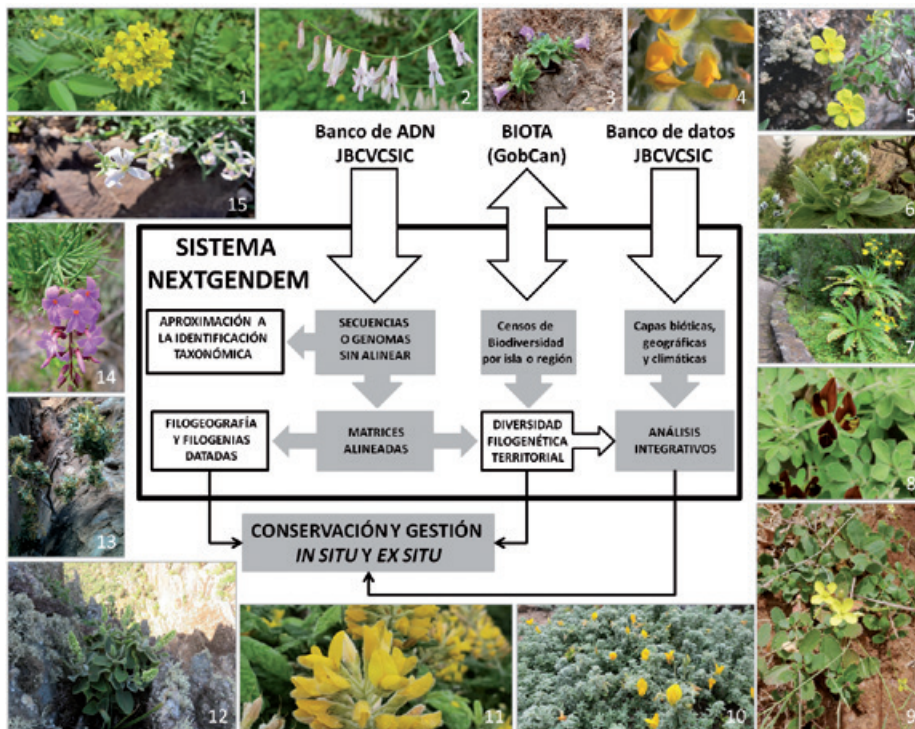 1
2
3
4
5
Banco de ADN
JBCVCSIC
BIOTA
(GobCan)
Banco de datos
JBCVCSIC
15
6
SISTEMA
NEXTGENDEM
APROXIMACIÓN A
LA IDENTIFICACIÓN
TAXONÓMICA
SECUENCIAS
O GENOMAS
SIN ALINEAR
Censos de
Biodiversidad
por isla o región
Capas bióticas,
geográficas
y climáticas
14
7
FILOGEOGRAFÍA
Y FILOGENIAS
DATADAS
MATRICES
ALINEADAS
DIVERSIDAD
FILOGENÉTICA
TERRITORIAL
ANÁLISIS
INTEGRATIVOS
8
13
CONSERVACIÓN Y GESTIÓN
IN SITU Y EX SITU
12
11
10
9